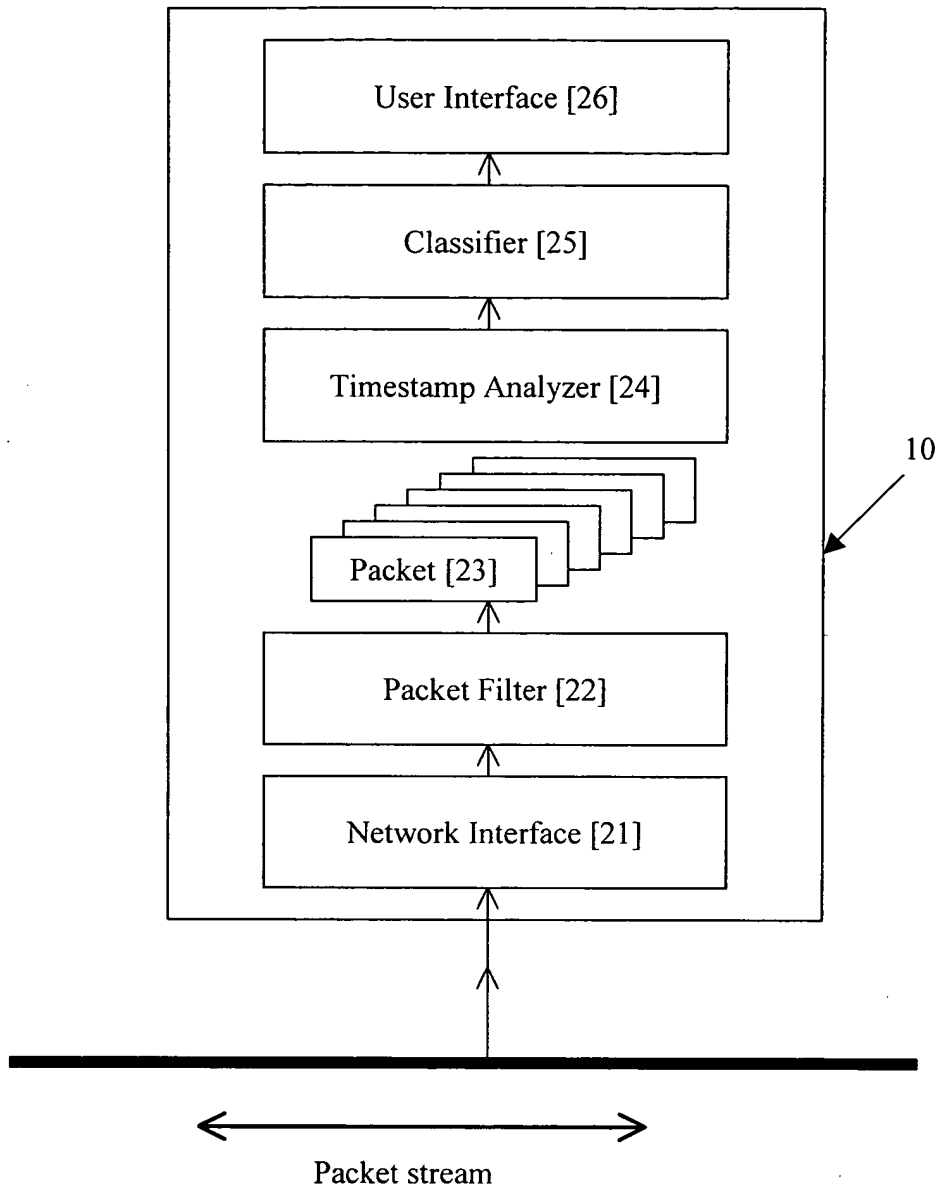 User Interface [26]
Classifier [25]
Timestamp Analyzer [24]
10
Packet [23]
Packet Filter [22]
Network Interface [21]
Packet stream